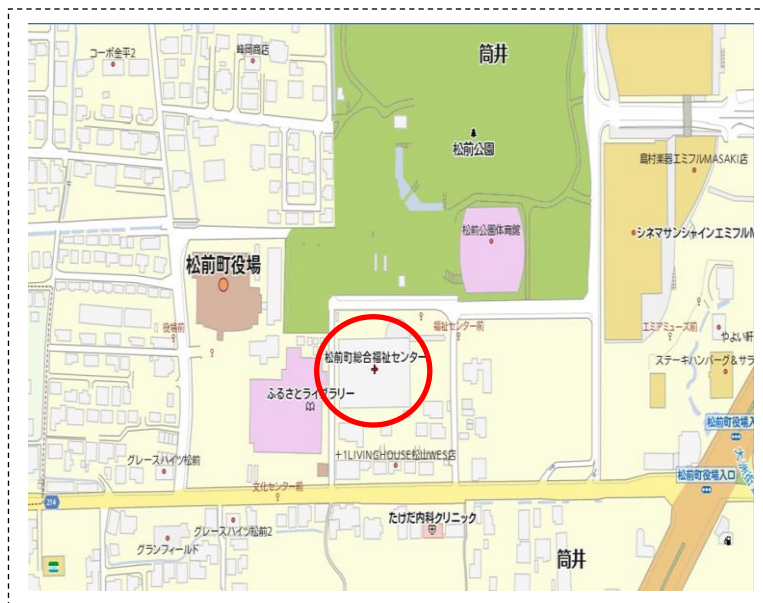 コーポ金平2
峰岡商店
筒井
松前公園
島村楽器エミフルMASAKI店
松前公園体育館
シネマサンシャインエミフルM
松前町役場
役場前
福祉センター前
エミアミューズ前
やよい軒
松前町総合福祉センター
ステーキハンバーグ&サラ
ふるさとライブラリー
松前町役場入
+1LIVINGHOUSE松山WES店
グレースハイツ松前
松前町役場入口
文化センター前
214
たけだ内科クリニック
グレースハイツ松前2
グランフィールド
筒井